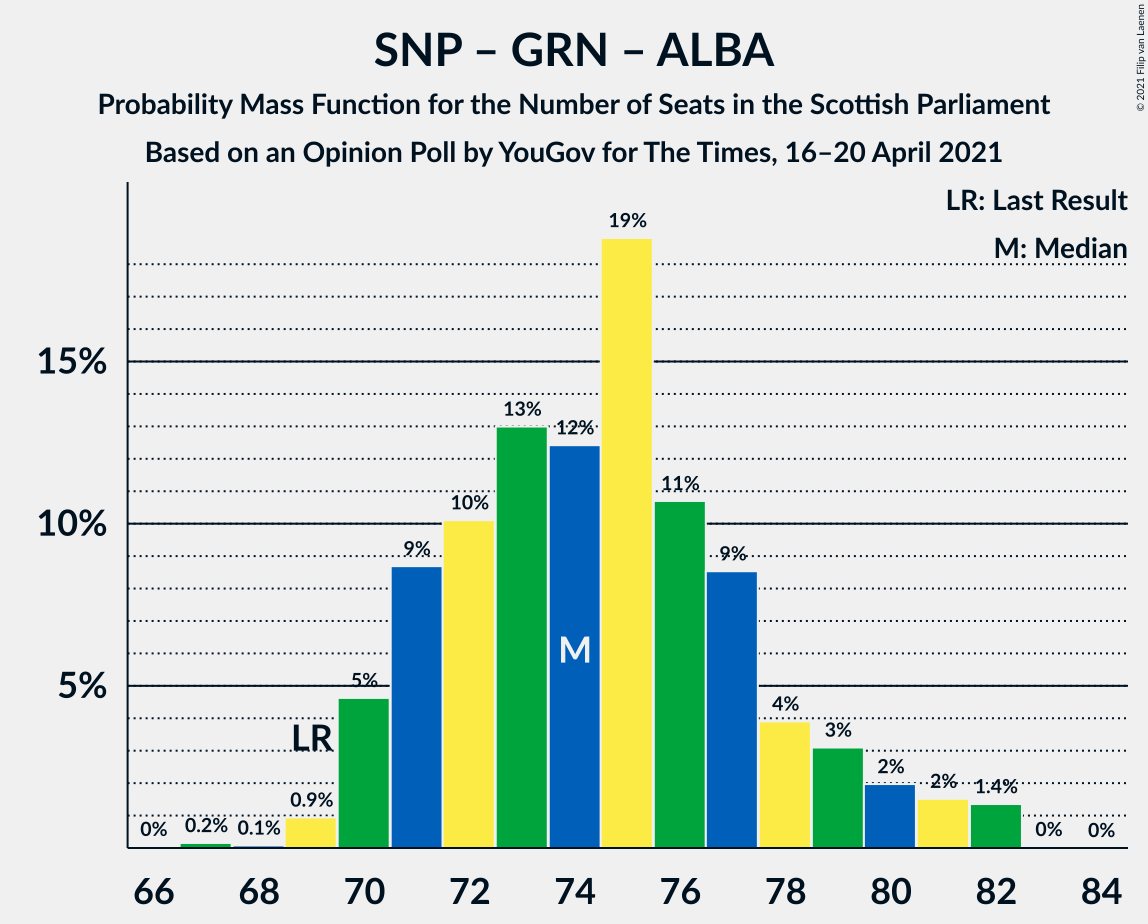 SNP – GRN – ALBA
Probability Mass Function for the Number of Seats in the Scottish Parliament
Based on an Opinion Poll by YouGov for The Times, 16–20 April 2021
© 2021 Filip van Laenen
LR: Last Result
M: Median
15%
10%
5%
0%
0.2%
0.1%
0.9%
LR
5%
9%
10%
13%
12%
M
19%
11%
9%
4%
3%
2%
2%
1.4%
0%
0%
66 68 70 72 74 76 78 80 82 84